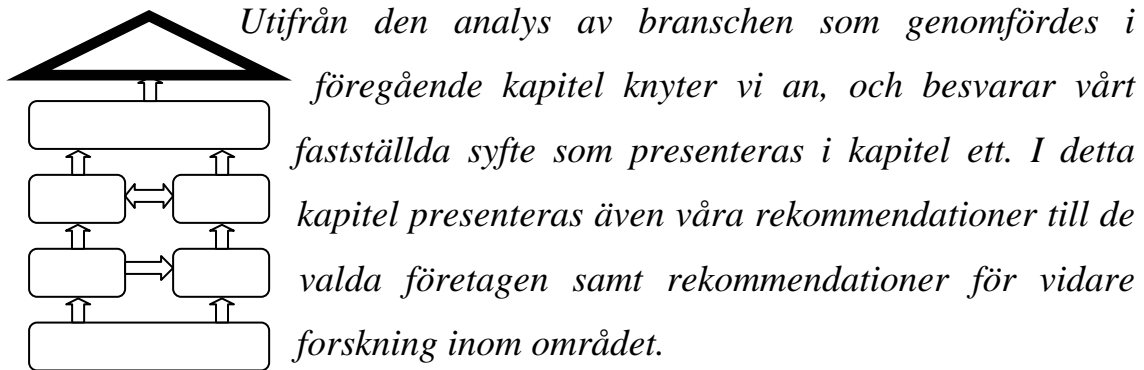 Utifrån den analys av branschen som genomfördes i
föregående kapitel knyter vi an, och besvarar vårt
fastställda syfte som presenteras i kapitel ett. I detta
kapitel presenteras även våra rekommendationer till de
valda företagen samt rekommendationer för vidare
forskning inom området.